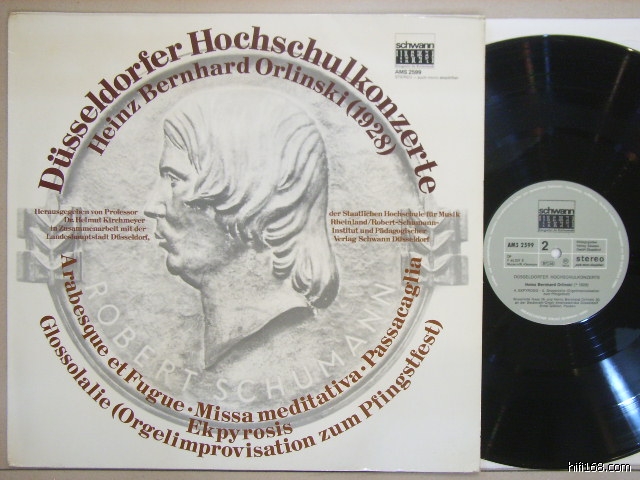 Düsseldorfer Hochschulkonzerte
Heinz Bernhard Orlinski (1928)
schwann
AMS 2599
Herausgegeben von Professor
Dr. Helmut Kirchmeyer
in Zusammenarbeit mit der
Landeshauptstadt Düsseldorf,
der Staatlichen Hochschule für Musik
Rheinland/Robert-Schumann-
Institut und Pädagogischer
Verlag Schwann Düsseldorf
ROBERT SCHUMANN
Arabesque et Fugue · Missa meditativa · Passacaglia
Ekpyrosis
Glossolalie (Orgelimprovisation zum Pfingstfest)
schwann
AMS 2599
2
stereo
DÜSSELDORFER HOCHSCHULKONZERTE
Heinz Bernhard Orlinski
hifi168.com